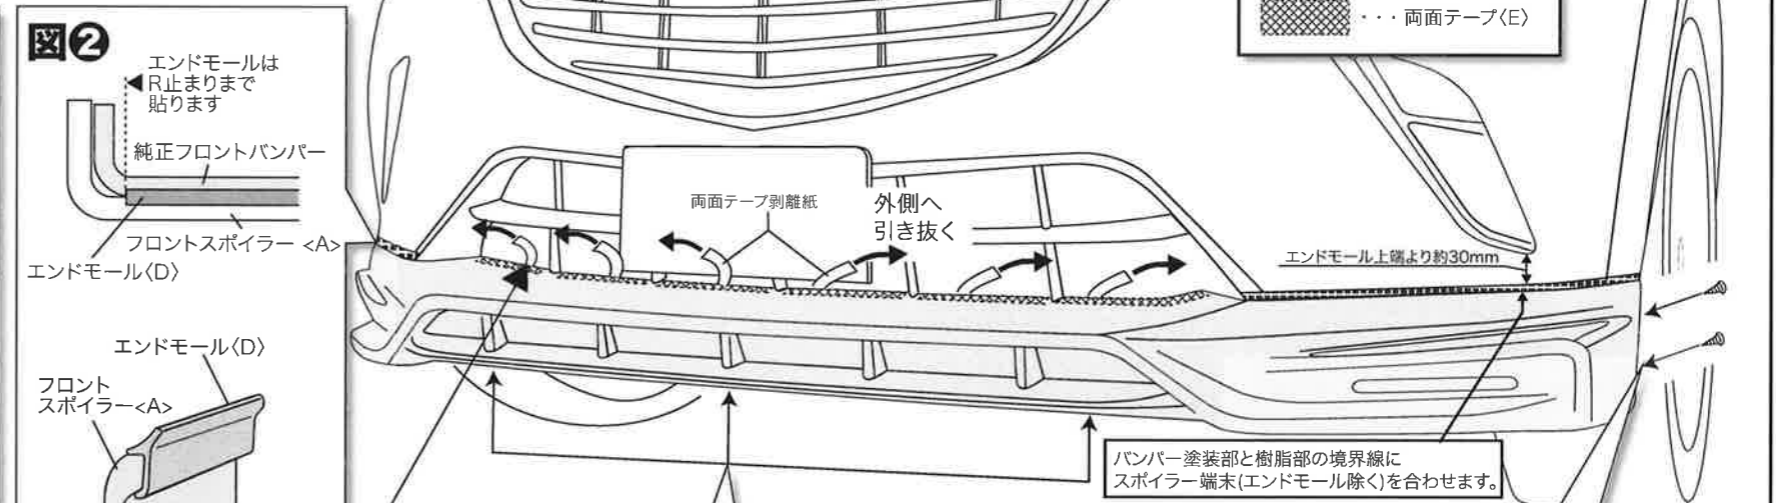 図❷
エンドモールは
R止まりまで
貼ります
純正フロントバンパー
フロントスポイラー <A>
エンドモール〈D〉
エンドモール〈D〉
フロント
スポイラー<A>
・・・両面テープ〈E〉
両面テープ剥離紙
外側へ
引き抜く
エンドモール上端より約30mm
バンパー塗装部と樹脂部の境界線に
スポイラー端末(エンドモール除く)を合わせます。